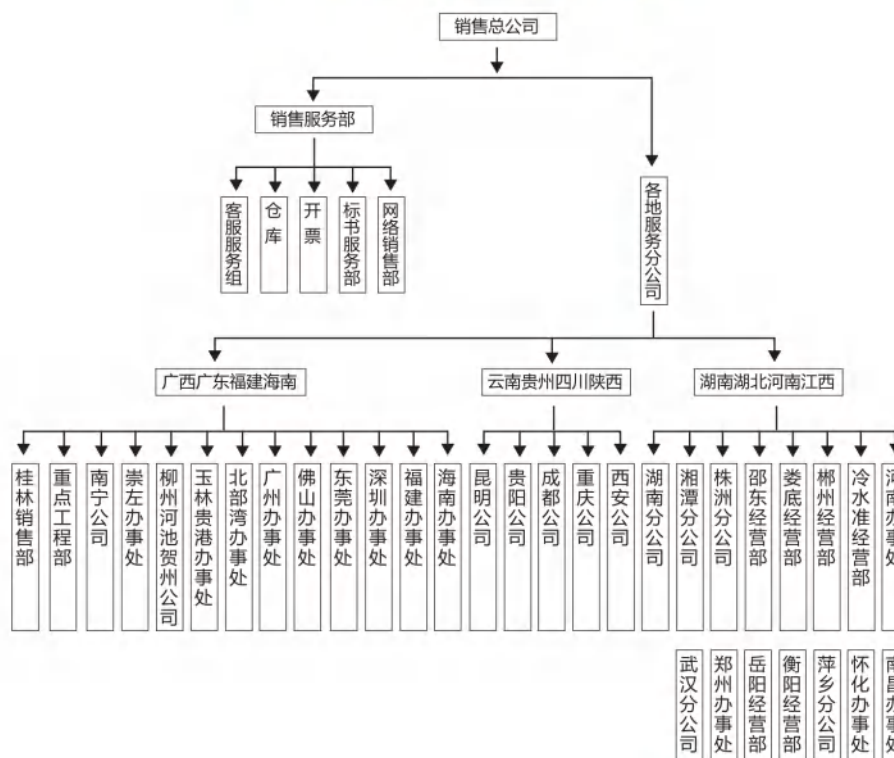 销售总公司
销售服务部
客服服务组
仓库
开票
标书服务部
网络销售部
各地服务分公司
广西广东福建海南
云南贵州四川陕西
湖南湖北河南江西
桂林销售部
重点工程部
南宁公司
崇左办事处
柳州河池贺州公司
玉林贵港办事处
北部湾办事处
广州办事处
佛山办事处
东莞办事处
深圳办事处
福建办事处
海南办事处
昆明公司
贵阳公司
成都公司
重庆公司
西安公司
湖南分公司
湘潭分公司
株洲分公司
邵东经营部
娄底经营部
郴州经营部
冷水准经营部
河南办事处
武汉分公司
郑州办事处
岳阳经营部
衡阳经营部
萍乡分公司
怀化办事处
南昌办事处